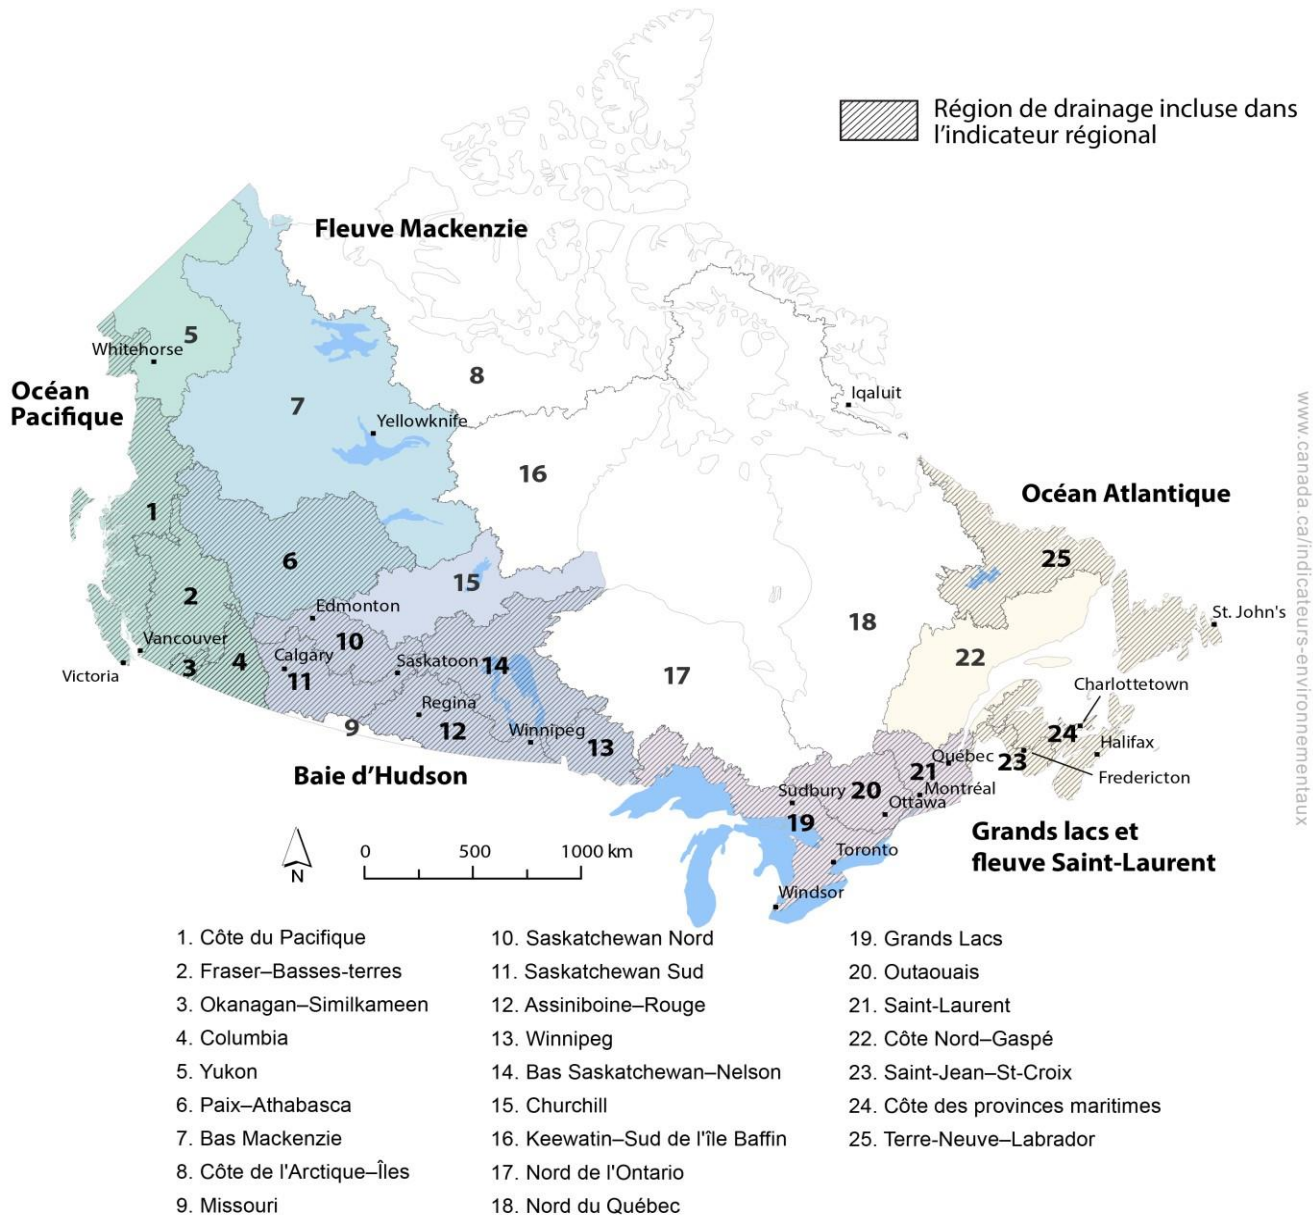 Région de drainage incluse dans
l'indicateur régional
Fleuve Mackenzie
5
Whitehorse
8
Océan
Pacifique
7
Iqaluit
Yellowknife
16
Océan Atlantique
1
6
25
15
2
Edmonton
St. John's
18
10
Vancouver
Calgary
Saskatoon
14
22
3
4
Victoria
11
17
Charlottetown
Regina
9
12
Winnipeg
13
24
Halifax
Québec
23
Baie d'Hudson
21
Fredericton
Sudbury
20
Montréal
Ottawa
19
Grands lacs et
fleuve Saint-Laurent
0 500 1000 km
Toronto
N
Windsor
www.canada.ca/indicateurs-environnementaux
1. Côte du Pacifique
2. Fraser–Basses-terres
3. Okanagan–Similkameen
4. Columbia
5. Yukon
6. Paix–Athabasca
7. Bas Mackenzie
8. Côte de l'Arctique–Îles
9. Missouri
10. Saskatchewan Nord
11. Saskatchewan Sud
12. Assiniboine–Rouge
13. Winnipeg
14. Bas Saskatchewan–Nelson
15. Churchill
16. Keewatin–Sud de l'île Baffin
17. Nord de l'Ontario
18. Nord du Québec
19. Grands Lacs
20. Outaouais
21. Saint-Laurent
22. Côte Nord–Gaspé
23. Saint-Jean–St-Croix
24. Côte des provinces maritimes
25. Terre-Neuve–Labrador